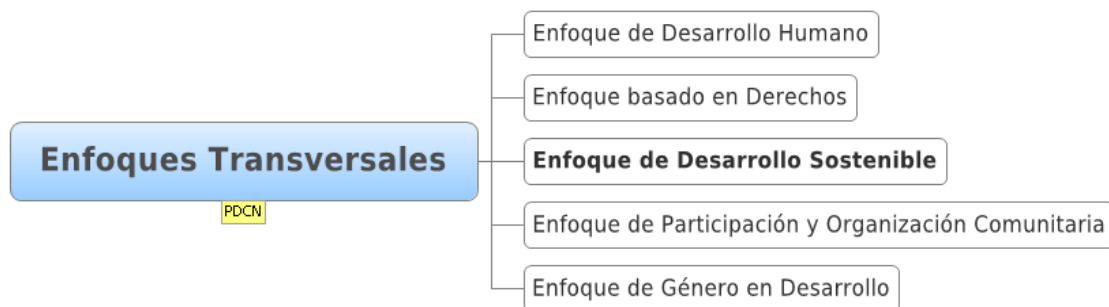 Enfoque de Desarrollo Humano
Enfoque basado en Derechos
Enfoques Transversales
Enfoque de Desarrollo Sostenible
PDCN
Enfoque de Participación y Organización Comunitaria
Enfoque de Género en Desarrollo